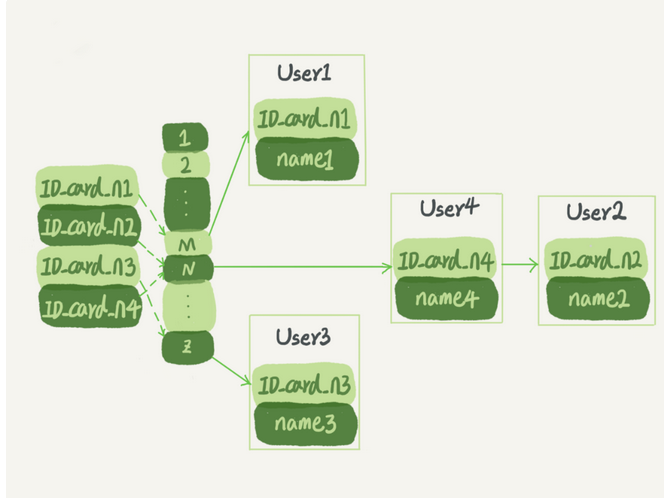 User1
ID_card_n1
name1
1
2
ID_card_n1
ID_card_n2
ID_card_n3
ID_card_n4
M
N
Z
User4
ID_card_n4
name4
User2
ID_card_n2
name2
User3
ID_card_n3
name3